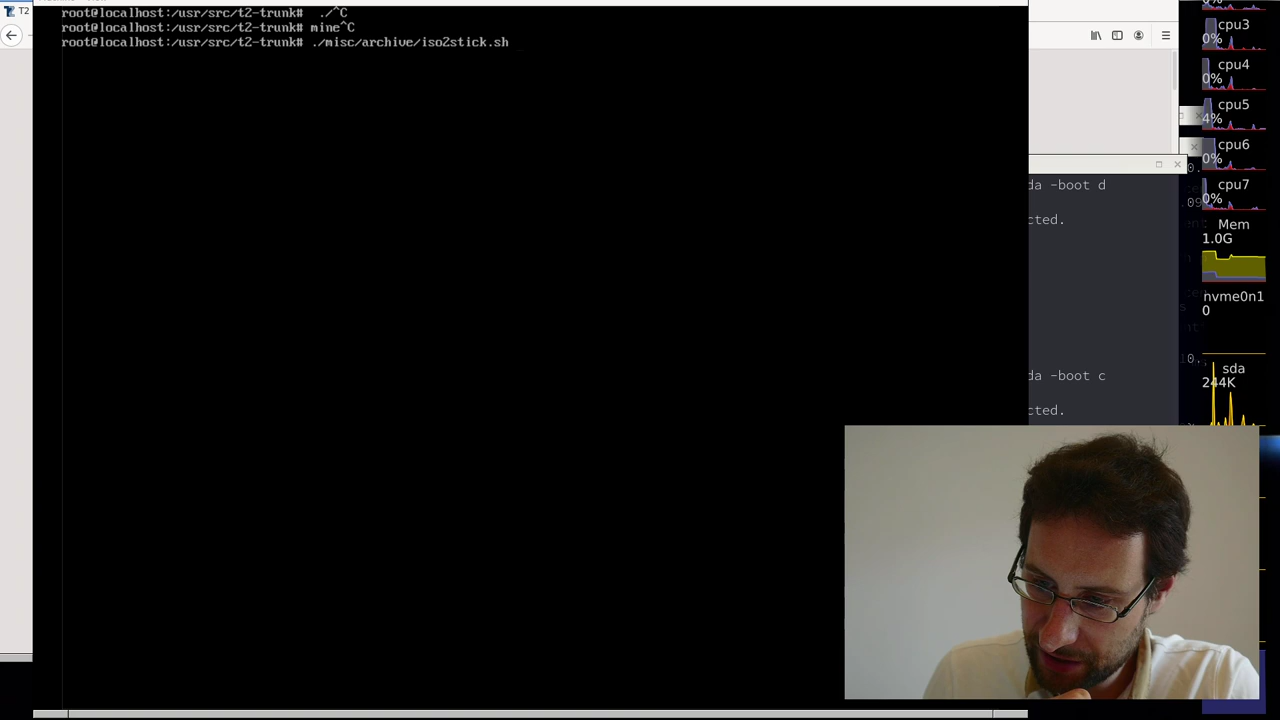 T2
root@localhost:/usr/src/t2-trunk#  ./^C
root@localhost:/usr/src/t2-trunk# mine^C
root@localhost:/usr/src/t2-trunk# ./misc/archive/iso2stick.sh
da -boot d
cted.
da -boot c
cted.
cpu3
0%
cpu4
0%
cpu5
4%
cpu6
0%
cpu7
0%
Mem
1.0G
nvme0n1
0
sda
244K